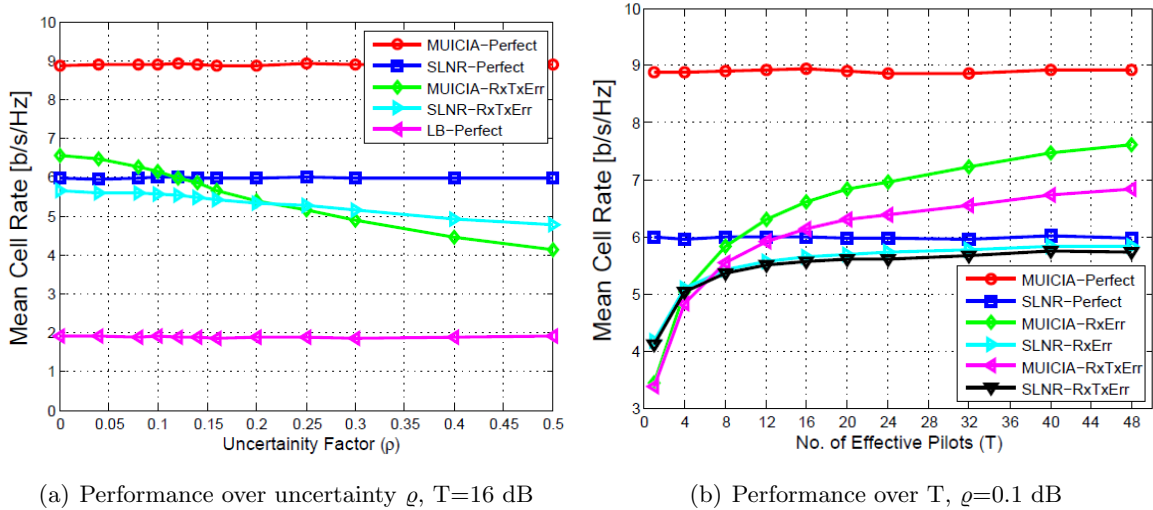 10
9
8
7
6
5
4
3
2
1
0
Mean Cell Rate [b/s/Hz]
MUICIA−Perfect
SLNR−Perfect
MUICIA−RxTxErr
SLNR−RxTxErr
LB−Perfect
0 0.05 0.1 0.15 0.2 0.25 0.3 0.35 0.4 0.45 0.5
Uncertainity Factor (ρ)
(a) Performance over uncertainty ϱ, T=16 dB
10
9
8
7
6
5
4
3
Mean Cell Rate [b/s/Hz]
MUICIA−Perfect
SLNR−Perfect
MUICIA−RxErr
SLNR−RxErr
MUICIA−RxTxErr
SLNR−RxTxErr
0 4 8 12 16 20 24 28 32 36 40 44 48
No. of Effective Pilots (T)
(b) Performance over T, ϱ=0.1 dB